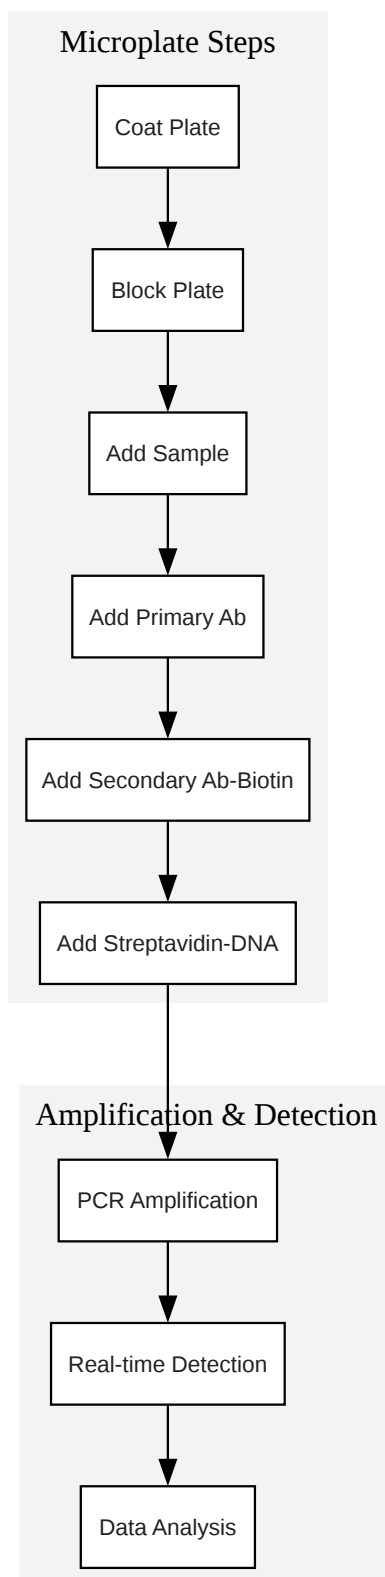 Microplate Steps
Coat Plate
Block Plate
Add Sample
Add Primary Ab
Add Secondary Ab-Biotin
Add Streptavidin-DNA
Amplification & Detection
PCR Amplification
Real-time Detection
Data Analysis